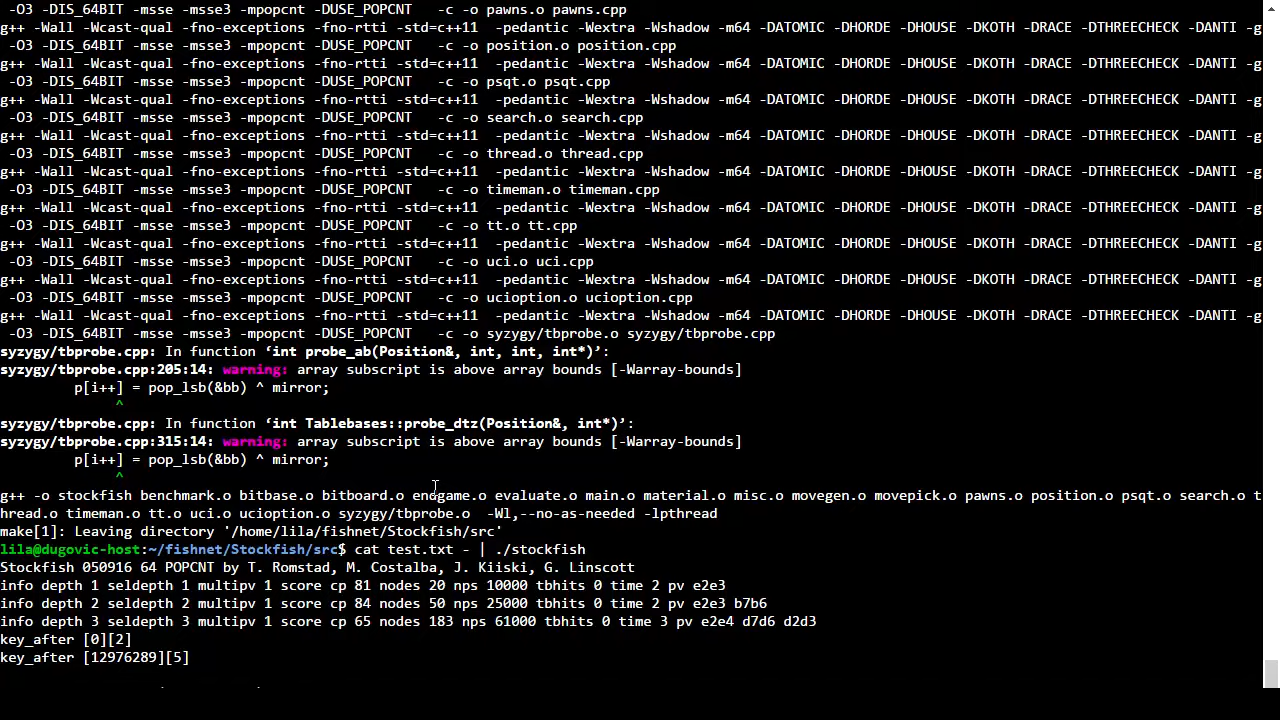 -O3 -DIS_64BIT -msse -msse3 -mpopcnt -DUSE_POPCNT   -c -o pawns.o pawns.cpp
g++ -Wall -Wcast-qual -fno-exceptions -fno-rtti -std=c++11  -pedantic -Wextra -Wshadow -m64 -DATOMIC -DHORDE -DHOUSE -DKOTH -DRACE -DTHREECHECK -DANTI -g
 -O3 -DIS_64BIT -msse -msse3 -mpopcnt -DUSE_POPCNT   -c -o position.o position.cpp
g++ -Wall -Wcast-qual -fno-exceptions -fno-rtti -std=c++11  -pedantic -Wextra -Wshadow -m64 -DATOMIC -DHORDE -DHOUSE -DKOTH -DRACE -DTHREECHECK -DANTI -g
 -O3 -DIS_64BIT -msse -msse3 -mpopcnt -DUSE_POPCNT   -c -o psqt.o psqt.cpp
g++ -Wall -Wcast-qual -fno-exceptions -fno-rtti -std=c++11  -pedantic -Wextra -Wshadow -m64 -DATOMIC -DHORDE -DHOUSE -DKOTH -DRACE -DTHREECHECK -DANTI -g
 -O3 -DIS_64BIT -msse -msse3 -mpopcnt -DUSE_POPCNT   -c -o search.o search.cpp
g++ -Wall -Wcast-qual -fno-exceptions -fno-rtti -std=c++11  -pedantic -Wextra -Wshadow -m64 -DATOMIC -DHORDE -DHOUSE -DKOTH -DRACE -DTHREECHECK -DANTI -g
 -O3 -DIS_64BIT -msse -msse3 -mpopcnt -DUSE_POPCNT   -c -o thread.o thread.cpp
g++ -Wall -Wcast-qual -fno-exceptions -fno-rtti -std=c++11  -pedantic -Wextra -Wshadow -m64 -DATOMIC -DHORDE -DHOUSE -DKOTH -DRACE -DTHREECHECK -DANTI -g
 -O3 -DIS_64BIT -msse -msse3 -mpopcnt -DUSE_POPCNT   -c -o timeman.o timeman.cpp
g++ -Wall -Wcast-qual -fno-exceptions -fno-rtti -std=c++11  -pedantic -Wextra -Wshadow -m64 -DATOMIC -DHORDE -DHOUSE -DKOTH -DRACE -DTHREECHECK -DANTI -g
 -O3 -DIS_64BIT -msse -msse3 -mpopcnt -DUSE_POPCNT   -c -o tt.o tt.cpp
g++ -Wall -Wcast-qual -fno-exceptions -fno-rtti -std=c++11  -pedantic -Wextra -Wshadow -m64 -DATOMIC -DHORDE -DHOUSE -DKOTH -DRACE -DTHREECHECK -DANTI -g
 -O3 -DIS_64BIT -msse -msse3 -mpopcnt -DUSE_POPCNT   -c -o uci.o uci.cpp
g++ -Wall -Wcast-qual -fno-exceptions -fno-rtti -std=c++11  -pedantic -Wextra -Wshadow -m64 -DATOMIC -DHORDE -DHOUSE -DKOTH -DRACE -DTHREECHECK -DANTI -g
 -O3 -DIS_64BIT -msse -msse3 -mpopcnt -DUSE_POPCNT   -c -o ucioption.o ucioption.cpp
g++ -Wall -Wcast-qual -fno-exceptions -fno-rtti -std=c++11  -pedantic -Wextra -Wshadow -m64 -DATOMIC -DHORDE -DHOUSE -DKOTH -DRACE -DTHREECHECK -DANTI -g
 -O3 -DIS_64BIT -msse -msse3 -mpopcnt -DUSE_POPCNT   -c -o syzygy/tbprobe.o syzygy/tbprobe.cpp
syzygy/tbprobe.cpp: In function ‘int probe_ab(Position&, int, int, int*)’:
syzygy/tbprobe.cpp:205:14: warning: array subscript is above array bounds [-Warray-bounds]
         p[i++] = pop_lsb(&bb) ^ mirror;
              ^
syzygy/tbprobe.cpp: In function ‘int Tablebases::probe_dtz(Position&, int*)’:
syzygy/tbprobe.cpp:315:14: warning: array subscript is above array bounds [-Warray-bounds]
         p[i++] = pop_lsb(&bb) ^ mirror;
              ^
g++ -o stockfish benchmark.o bitbase.o bitboard.o endgame.o evaluate.o main.o material.o misc.o movegen.o movepick.o pawns.o position.o psqt.o search.o t
hread.o timeman.o tt.o uci.o ucioption.o syzygy/tbprobe.o  -Wl,--no-as-needed -lpthread
make[1]: Leaving directory '/home/lila/fishnet/Stockfish/src'
lila@dugovic-host:~/fishnet/Stockfish/src$ cat test.txt - | ./stockfish
Stockfish 050916 64 POPCNT by T. Romstad, M. Costalba, J. Kiiski, G. Linscott
info depth 1 seldepth 1 multipv 1 score cp 81 nodes 20 nps 10000 tbhits 0 time 2 pv e2e3
info depth 2 seldepth 2 multipv 1 score cp 84 nodes 50 nps 25000 tbhits 0 time 2 pv e2e3 b7b6
info depth 3 seldepth 3 multipv 1 score cp 65 nodes 183 nps 61000 tbhits 0 time 3 pv e2e4 d7d6 d2d3
key_after [0][2]
key_after [12976289][5]